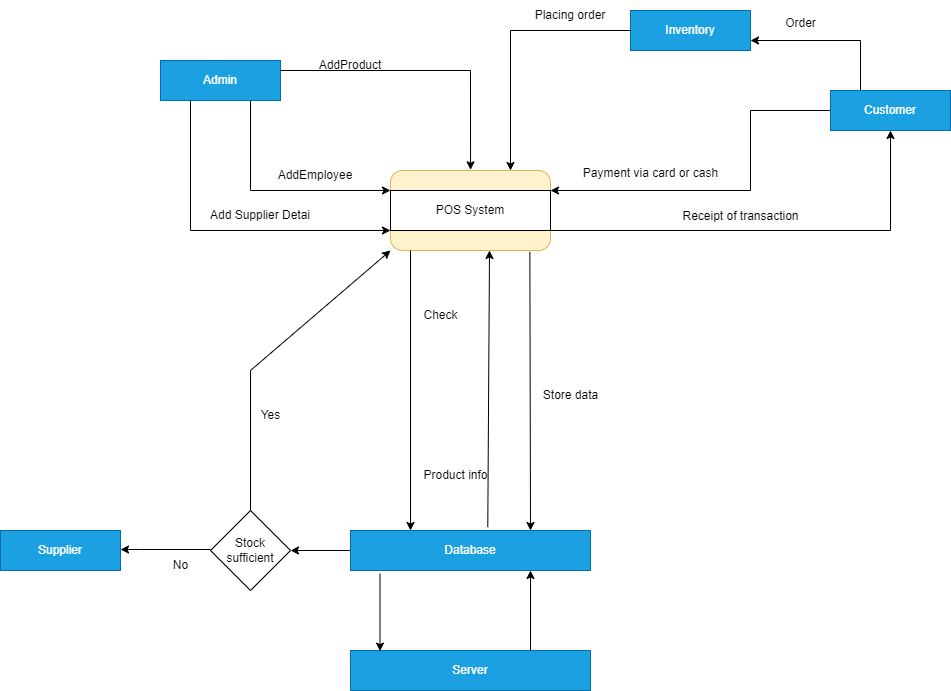 Placing order
Inventory
Order
AddProduct
Admin
Customer
AddEmployee
Payment via card or cash
POS System
Add Supplier Detai
Receipt of transaction
Check
Store data
Yes
Product info
Supplier
Stock
sufficient
Database
No
Server